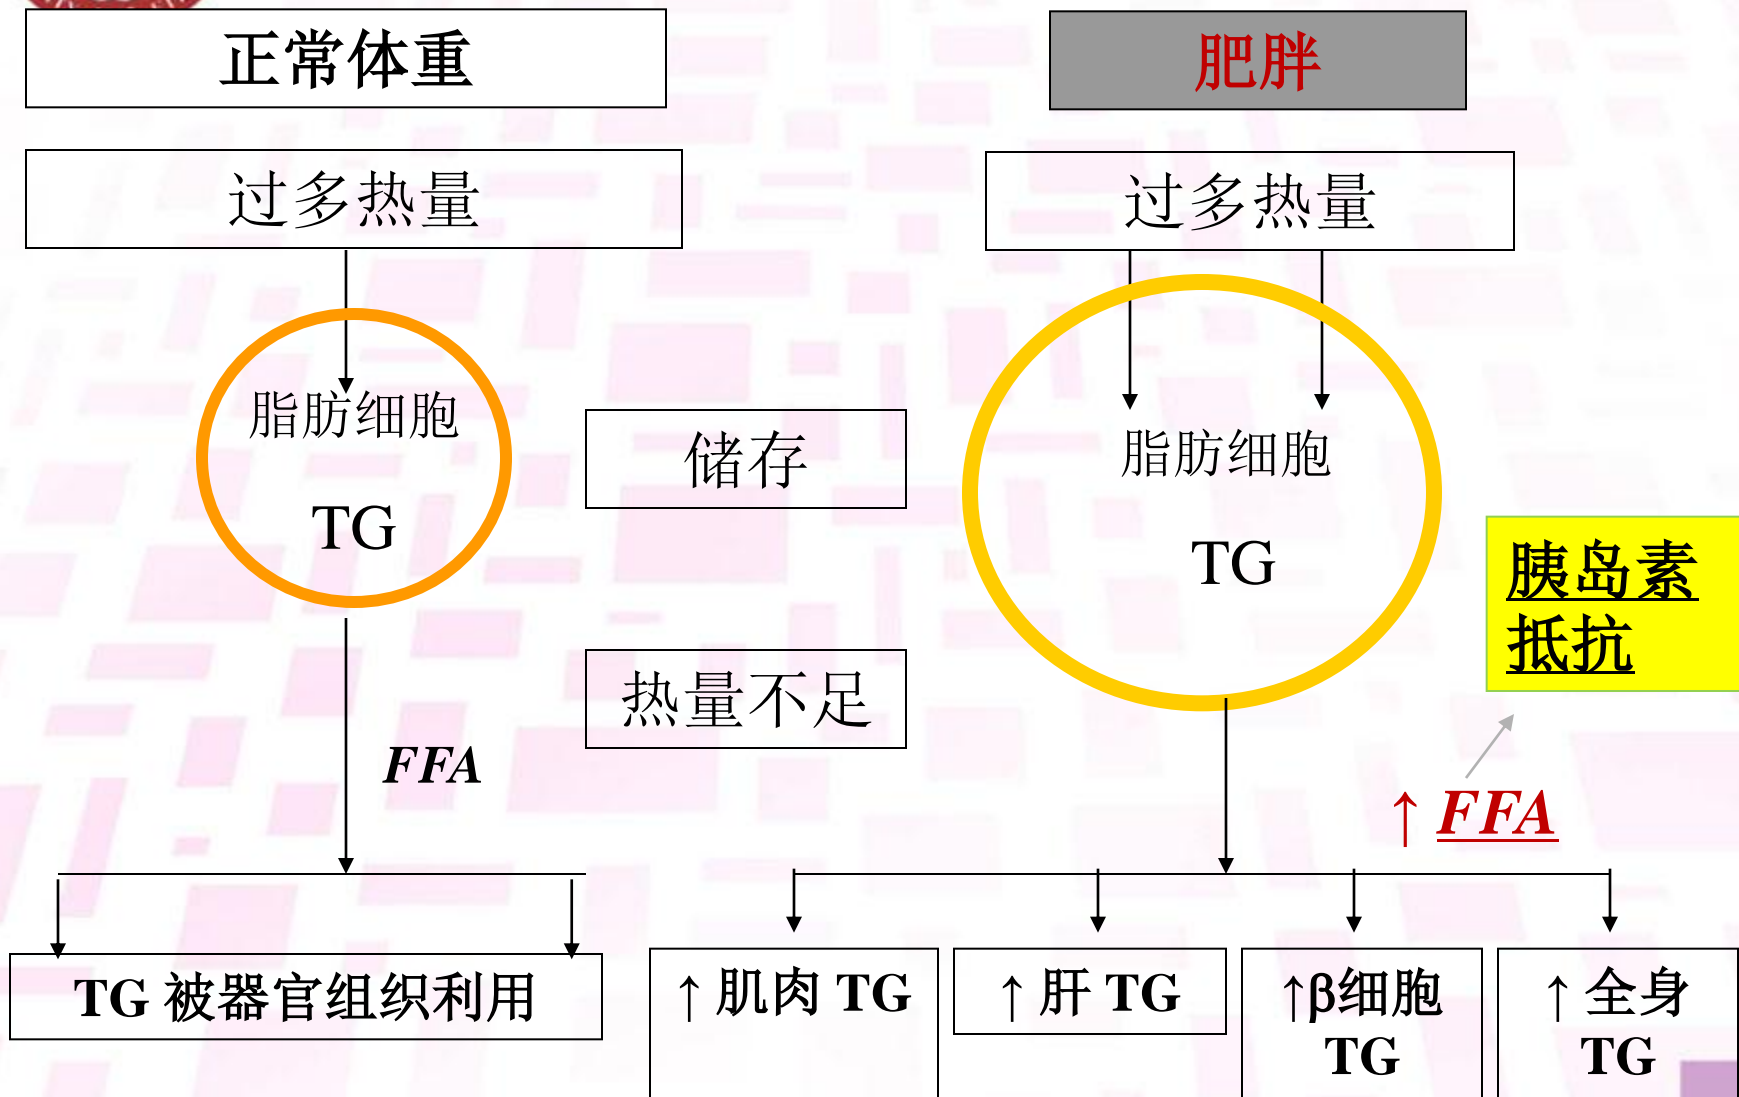 正常体重
肥胖
过多热量
过多热量
脂肪细胞
TG
储存
脂肪细胞
TG
胰岛素
抵抗
热量不足
FFA
↑ FFA
TG 被器官组织利用
↑ 肌肉 TG
↑ 肝 TG
↑β细胞
TG
↑ 全身
TG